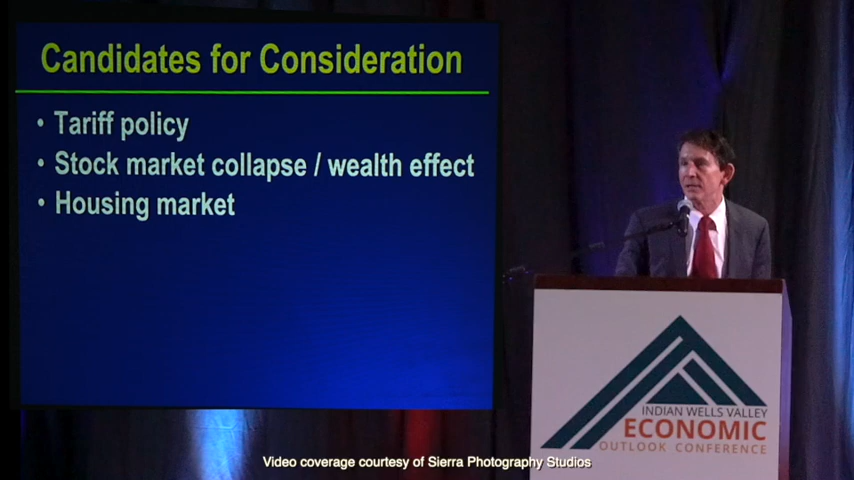 Candidates for Consideration
• Tariff policy
• Stock market collapse / wealth effect
• Housing market
INDIAN WELLS VALLEY
ECONOMIC
OUTLOOK CONFERENCE
Video coverage courtesy of Sierra Photography Studios